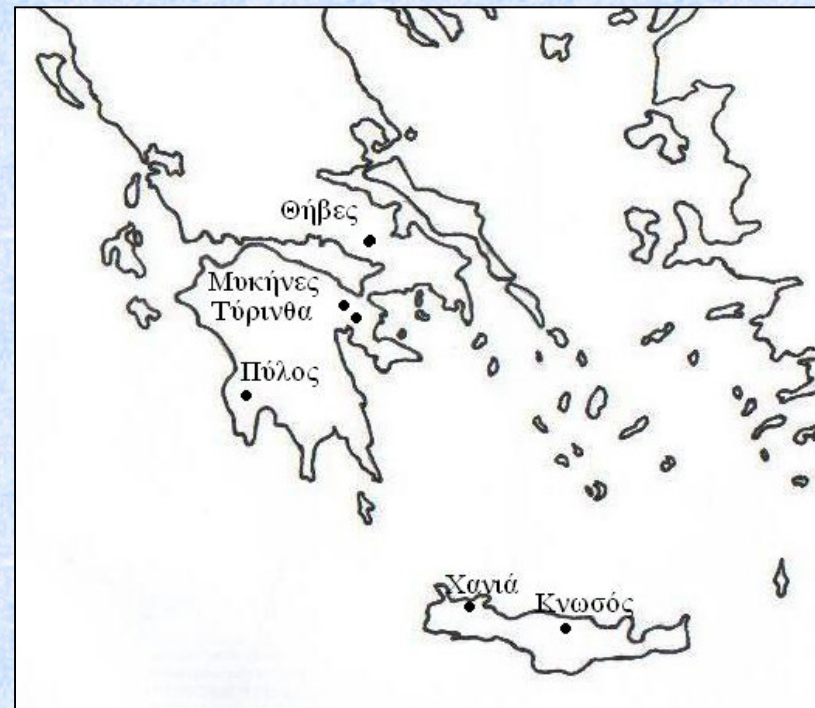 Θήβες
Μυκήνες
Τύρινθα
Πύλος
Χανιά
Κνωσός